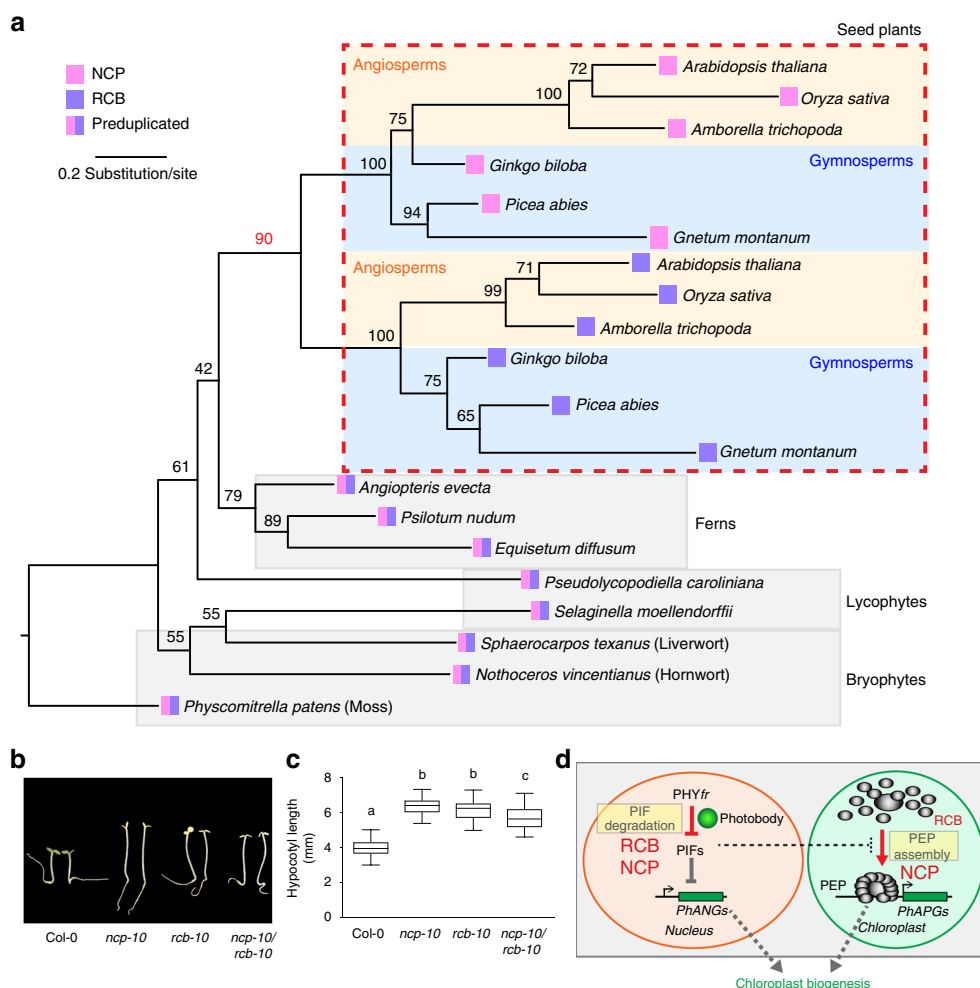 a
Seed plants
NCP
RCB
Preduplicated
0.2 Substitution/site
Angiosperms
72
Arabidopsis thaliana
100
Oryza sativa
75
Amborella trichopoda
100
Gymnosperms
Ginkgo biloba
94
Picea abies
Gnetum montanum
90
Angiosperms
71
Arabidopsis thaliana
99
Oryza sativa
Amborella trichopoda
100
Gymnosperms
Ginkgo biloba
75
Picea abies
65
Gnetum montanum
42
61
79
Angiopteris evecta
89
Psilotum nudum
Equisetum diffusum
Ferns
Pseudolycopodiella caroliniana
Lycophytes
55
Selaginella moellendorffii
55
Sphaerocarpos texanus (Liverwort)
Nothoceros vincentianus (Hornwort)
Bryophytes
Physcomitrella patens (Moss)
b
Col-0
ncp-10
rcb-10
ncp-10/
rcb-10
c
Hypocotyl length
(mm)
8
6
4
2
0
a
b
b
c
Col-0
ncp-10
rcb-10
ncp-10/
rcb-10
d
PHYfr
PIF
degradation
Photobody
RCB
NCP
PIFs
PhANGs
Nucleus
RCB
PEP
assembly
NCP
PEP
PhAPGs
Chloroplast
Chloroplast biogenesis